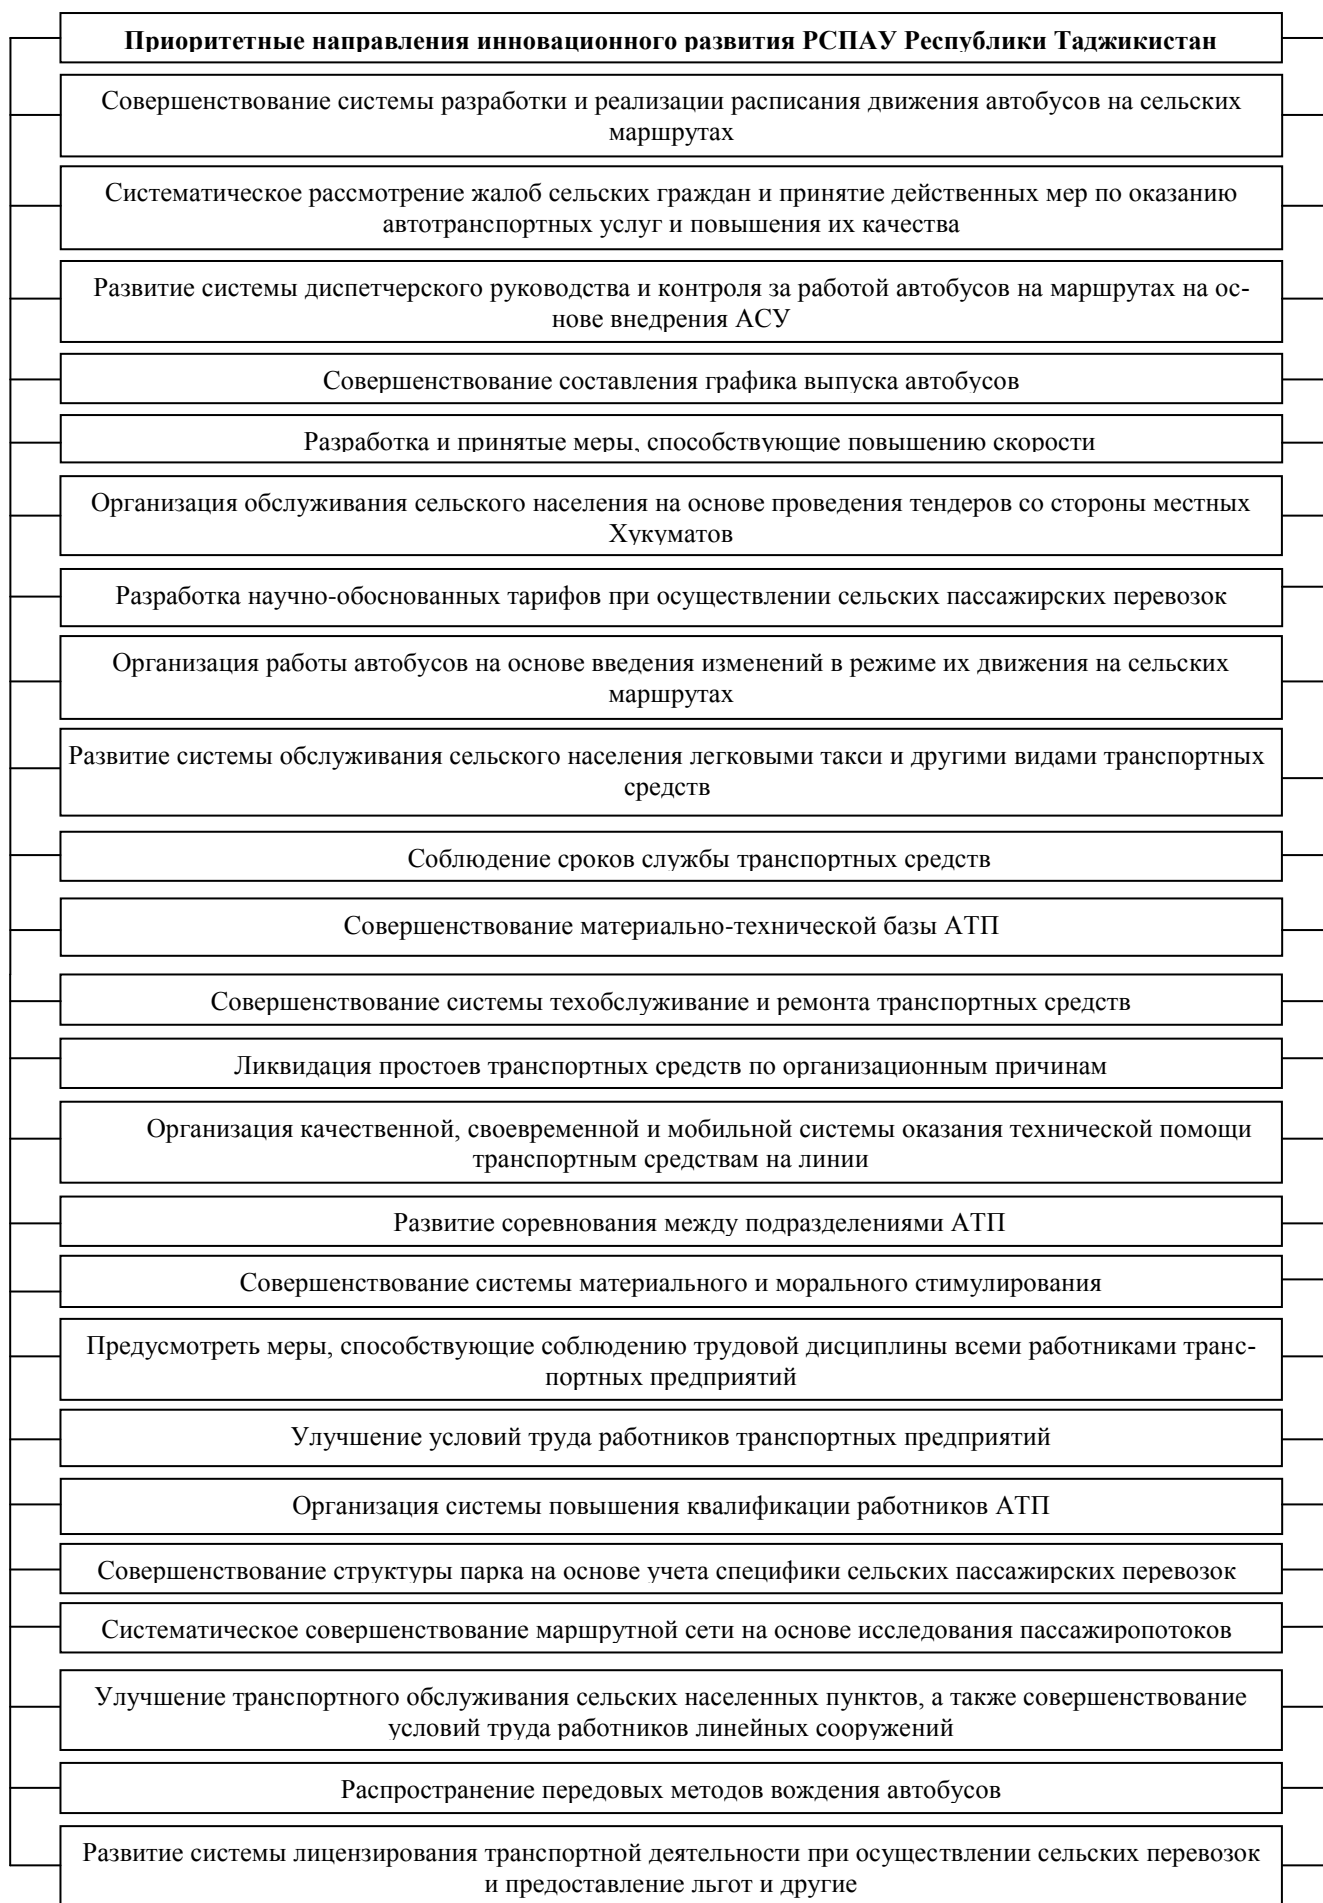 Приоритетные направления инновационного развития РСПАУ Республики Таджикистан
Совершенствование системы разработки и реализации расписания движения автобусов на сельских
маршрутах
Систематическое рассмотрение жалоб сельских граждан и принятие действенных мер по оказанию
автотранспортных услуг и повышения их качества
Развитие системы диспетчерского руководства и контроля за работой автобусов на маршрутах на ос-
нове внедрения АСУ
Совершенствование составления графика выпуска автобусов
Разработка и принятые меры, способствующие повышению скорости
Организация обслуживания сельского населения на основе проведения тендеров со стороны местных
Хукуматов
Разработка научно-обоснованных тарифов при осуществлении сельских пассажирских перевозок
Организация работы автобусов на основе введения изменений в режиме их движения на сельских
маршрутах
Развитие системы обслуживания сельского населения легковыми такси и другими видами транспортных
средств
Соблюдение сроков службы транспортных средств
Совершенствование материально-технической базы АТП
Совершенствование системы техобслуживание и ремонта транспортных средств
Ликвидация простоев транспортных средств по организационным причинам
Организация качественной, своевременной и мобильной системы оказания технической помощи
транспортным средствам на линии
Развитие соревнования между подразделениями АТП
Совершенствование системы материального и морального стимулирования
Предусмотреть меры, способствующие соблюдению трудовой дисциплины всеми работниками транс-
портных предприятий
Улучшение условий труда работников транспортных предприятий
Организация системы повышения квалификации работников АТП
Совершенствование структуры парка на основе учета специфики сельских пассажирских перевозок
Систематическое совершенствование маршрутной сети на основе исследования пассажиропотоков
Улучшение транспортного обслуживания сельских населенных пунктов, а также совершенствование
условий труда работников линейных сооружений
Распространение передовых методов вождения автобусов
Развитие системы лицензирования транспортной деятельности при осуществлении сельских перевозок
и предоставление льгот и другие